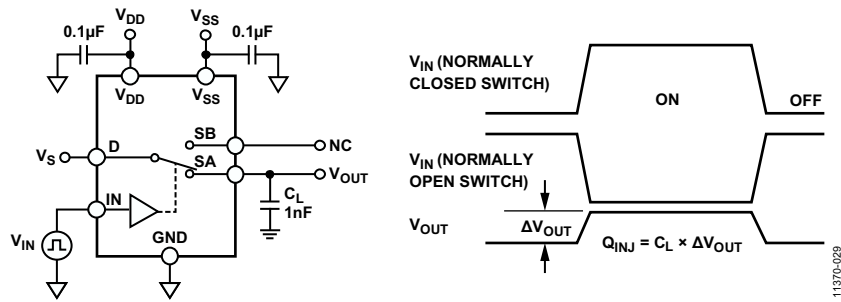 VDD
VSS
0.1µF
0.1µF
VDD
VSS
SB
NC
VS
D
SA
VOUT
IN
CL
1nF
VIN
GND
VIN (NORMALLY
CLOSED SWITCH)
ON
OFF
VIN (NORMALLY
OPEN SWITCH)
VOUT
ΔVOUT
QINJ = CL × ΔVOUT
11370-029